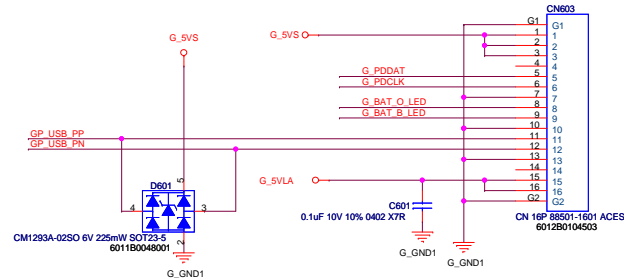 CN603
G1 G1
G_5VS
G_5VS 1 1
2 2
3 3
4 4
G_PDDAT 5 5
G_PDCLK 6 6
7 7
G_BAT_O_LED 8 8
G_BAT_B_LED 9 9
10 10
GP_USB_PP 11 11
GP_USB_PN 12 12
13 13
14 14
G_5VLA 15 15
16 16
G2 G2
5
D601
4 3
2
C601
0.1uF 10V 10% 0402 X7R
CN 16P 88501-1601 ACES
6012B0104503
CM1293A-02SO 6V 225mW SOT23-5
6011B0048001
G_GND1
G_GND1
G_GND1